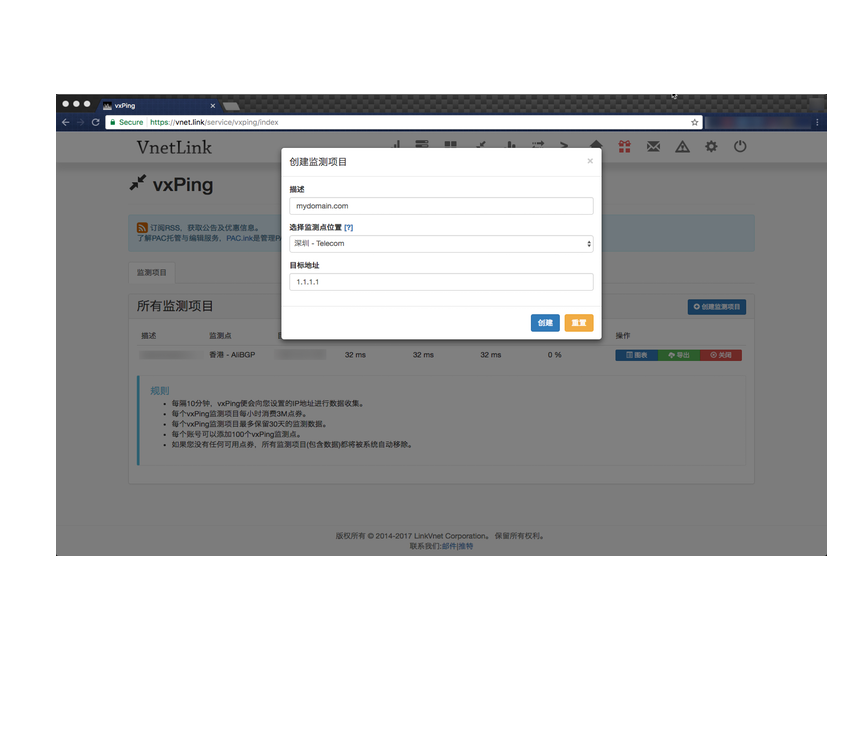 vxPing
Secure
https://vnet.link/service/vxping/index
VnetLink
vxPing
订阅RSS，获取公告及优惠信息。
了解PAC托管与编辑服务，PAC.ink是管理
监测项目
所有监测项目
创建监测项目
描述
监测点
操作
香港 - AliBGP
32 ms
32 ms
32 ms
0 %
图表
导出
关闭
规则
每隔10分钟，vxPing便会向您设置的IP地址进行数据收集。
每个vxPing监测项目每小时消费3M点券。
每个vxPing监测项目最多保留30天的监测数据。
每个账号可以添加100个vxPing监测点。
如果您没有任何可用点券，所有监测项目(包含数据)都将被系统自动移除。
创建监测项目
×
描述
mydomain.com
选择监测点位置 [?]
深圳 - Telecom
目标地址
1.1.1.1
创建
重置
版权所有 © 2014-2017 LinkVnet Corporation。 保留所有权利。
联系我们:邮件|推特